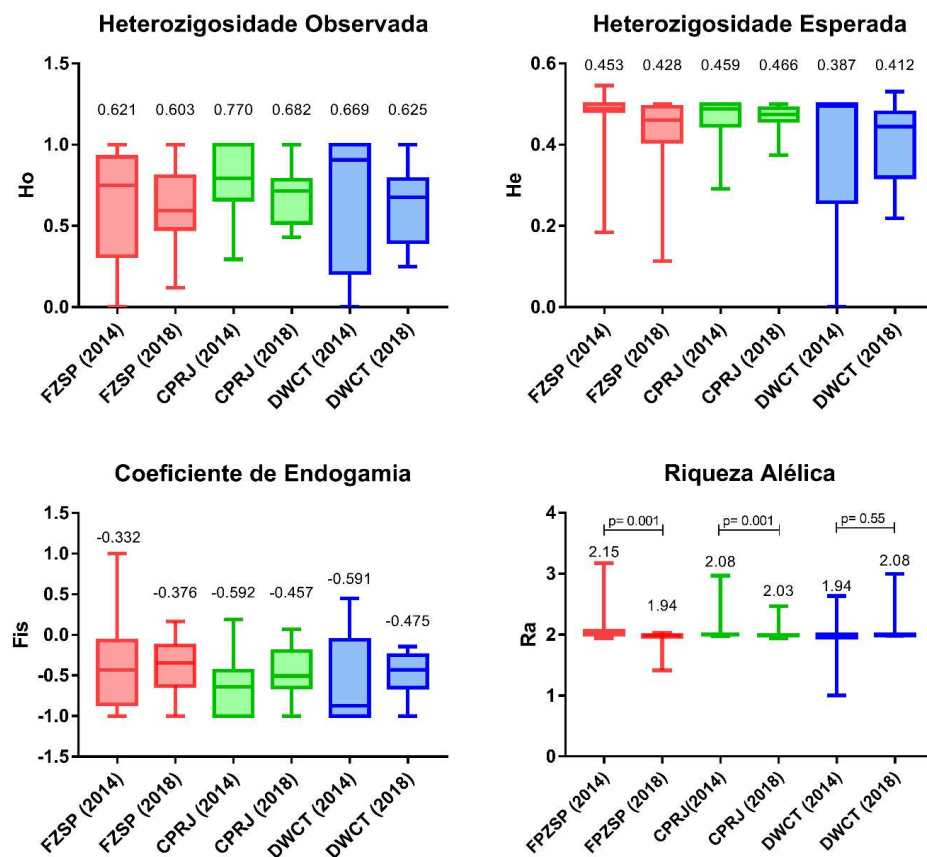 Heterozigosidade Observada
1.5
1.0
0.5
0.0
Ho
0.621
0.603
0.770
0.682
0.669
0.625
FZSP (2014)
FZSP (2018)
CPRJ (2014)
CPRJ (2018)
DWCT (2014)
DWCT (2018)
Heterozigosidade Esperada
0.6
0.4
0.2
0.0
He
0.453
0.428
0.459
0.466
0.387
0.412
FZSP (2014)
FZSP (2018)
CPRJ (2014)
CPRJ (2018)
DWCT (2014)
DWCT (2018)
Coeficiente de Endogamia
1.5
1.0
0.5
0.0
-0.5
-1.0
-1.5
Fis
-0.332
-0.376
-0.592
-0.457
-0.591
-0.475
FZSP (2014)
FZSP (2018)
CPRJ (2014)
CPRJ (2018)
DWCT (2014)
DWCT (2018)
Riqueza Alélica
4
3
2
1
0
Ra
p= 0.001
p= 0.001
p= 0.55
2.15
1.94
2.08
2.03
1.94
2.08
FPZSP (2014)
FPZSP (2018)
CPRJ(2014)
CPRJ (2018)
DWCT (2014)
DWCT (2018)